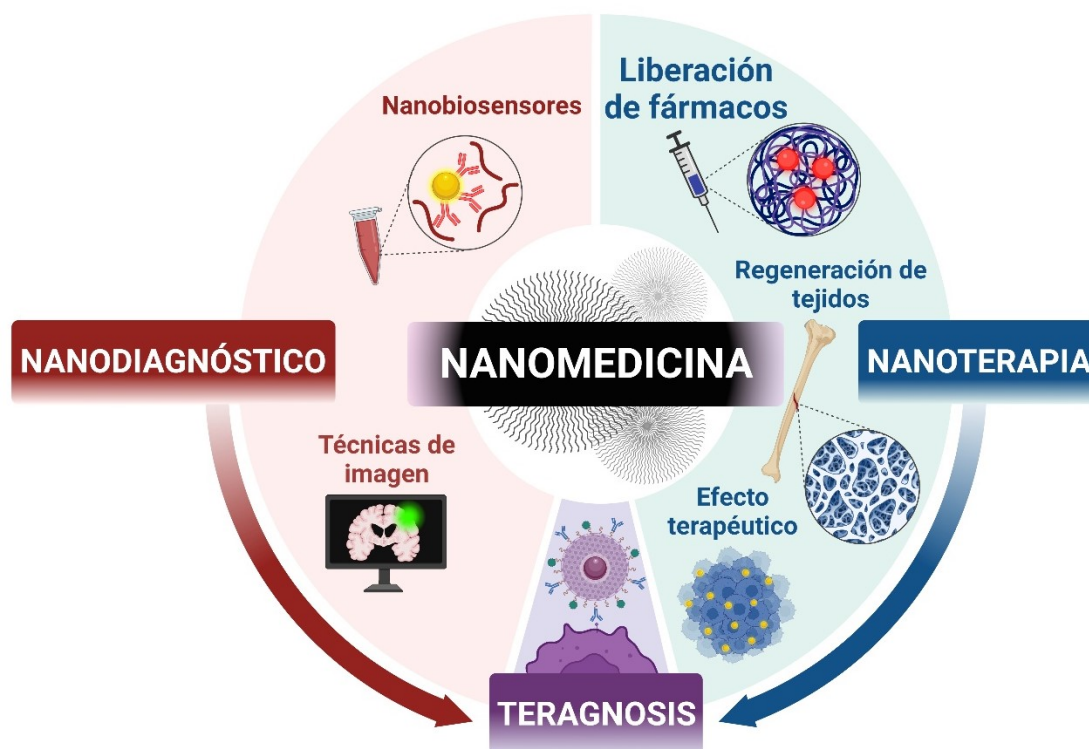 Nanobiosensores
Liberación
de fármacos
Regeneración de
tejidos
NANODIAGNÓSTICO
NANOMEDICINA
NANOTERAPIA
Técnicas de
imagen
Efecto
terapéutico
TERAGNOSIS